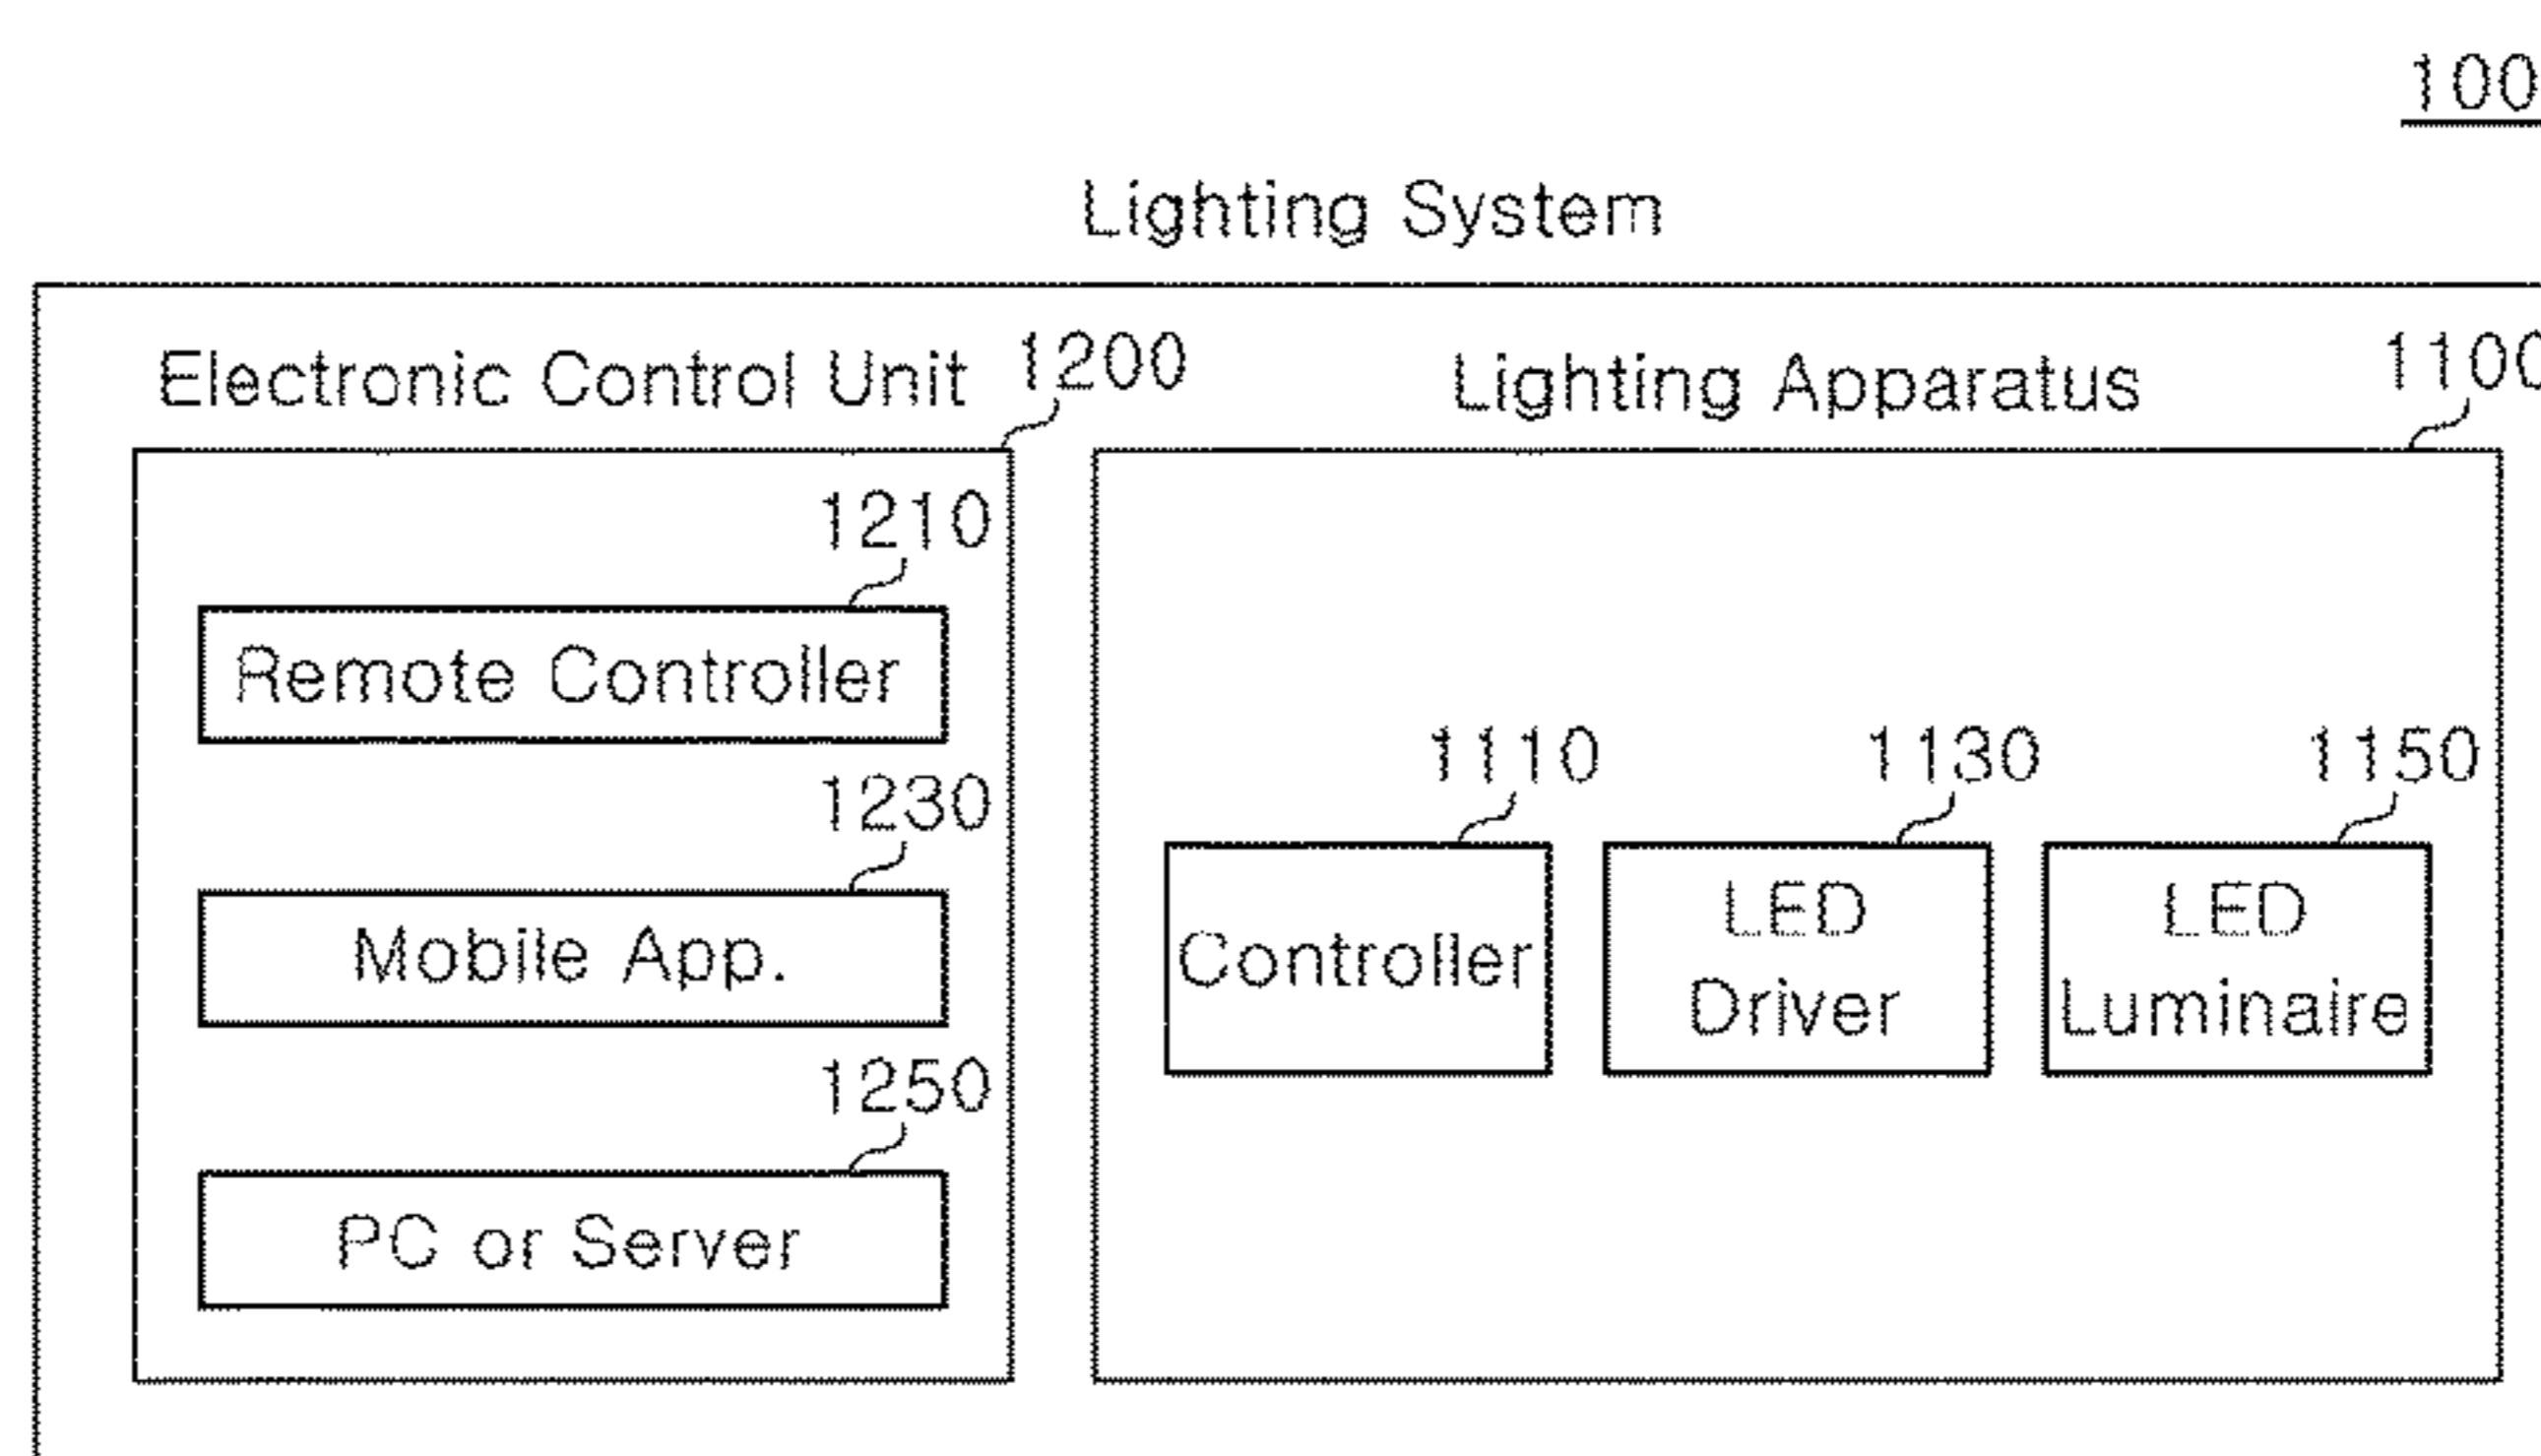 100
Lighting System
Electronic Control Unit
1200
Lighting Apparatus
1100
1210
Remote Controller
1230
Mobile App.
1250
PC or Server
1110
Controller
1130
LED
Driver
1150
LED
Luminaire